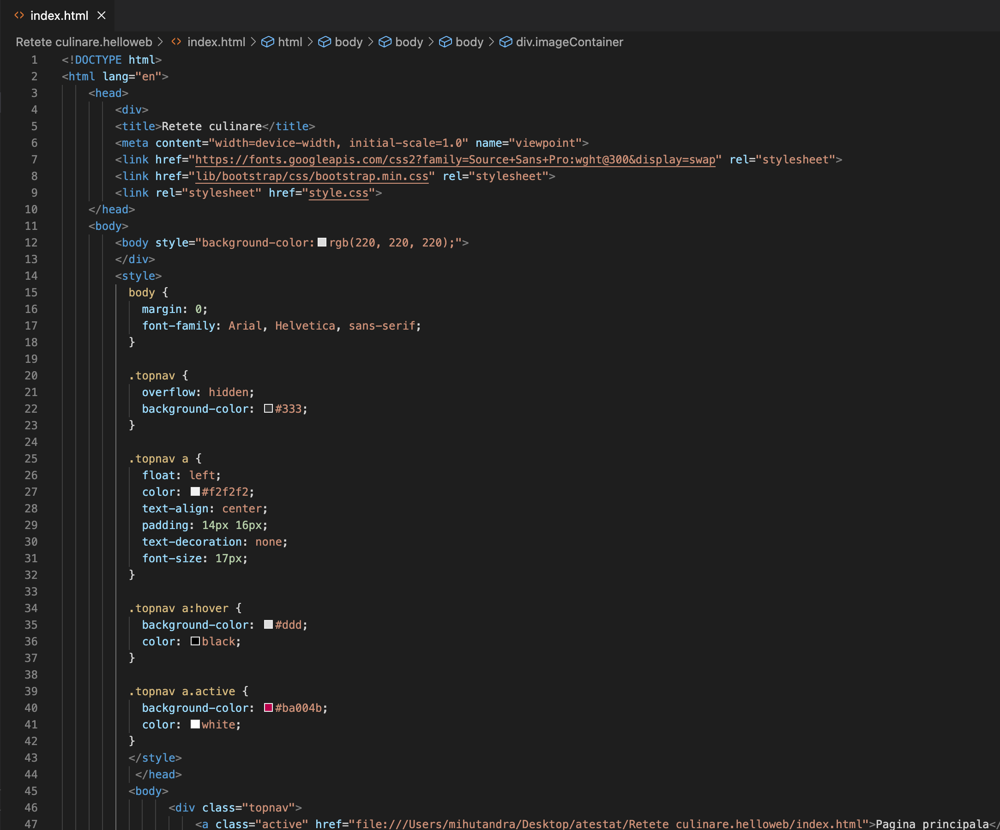 index.html
Retete culinare.helloweb > index.html > html > body > body > body > div.imageContainer
1 <!DOCTYPE html>
2 <html lang="en">
3 <head>
4 <div>
5 <title>Retete culinare</title>
6 <meta content="width=device-width, initial-scale=1.0" name="viewpoint">
7 <link href="https://fonts.googleapis.com/css2?family=Source+Sans+Pro:wght@300&display=swap" rel="stylesheet">
8 <link href="lib/bootstrap/css/bootstrap.min.css" rel="stylesheet">
9 <link rel="stylesheet" href="style.css">
10 </head>
11 <body>
12 <body style="background-color:rgb(220, 220, 220);">
13 </div>
14 <style>
15 body {
16 margin: 0;
17 font-family: Arial, Helvetica, sans-serif;
18 }
19
20 .topnav {
21 overflow: hidden;
22 background-color: #333;
23 }
24
25 .topnav a {
26 float: left;
27 color: #f2f2f2;
28 text-align: center;
29 padding: 14px 16px;
30 text-decoration: none;
31 font-size: 17px;
32 }
33
34 .topnav a:hover {
35 background-color: #ddd;
36 color: black;
37 }
38
39 .topnav a.active {
40 background-color: #ba004b;
41 color: white;
42 }
43 </style>
44 </head>
45 <body>
46 <div class="topnav">
47 <a class="active" href="file:///Users/mihutandra/Desktop/atestat/Retete culinare.helloweb/index.html">Pagina principala</